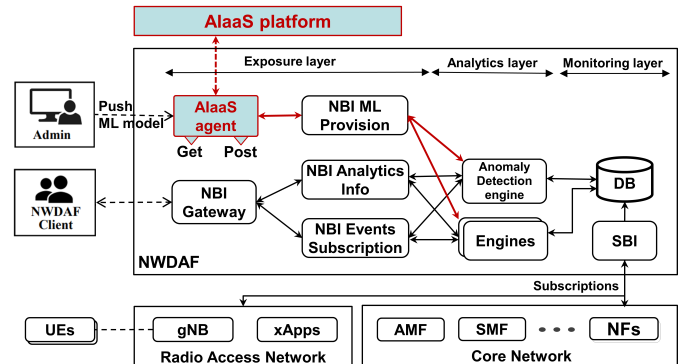 AIaaS platform
Exposure layer
Analytics layer
Monitoring layer
Admin
Push
ML model
AIaaS
agent
Get
Post
NBI ML
Provision
NWDAF
Client
NBI
Gateway
NBI Analytics
Info
NBI Events
Subscription
Anomaly
Detection
engine
Engines
DB
SBI
NWDAF
Subscriptions
UEs
gNB
xApps
Radio Access Network
AMF
SMF
NFs
Core Network